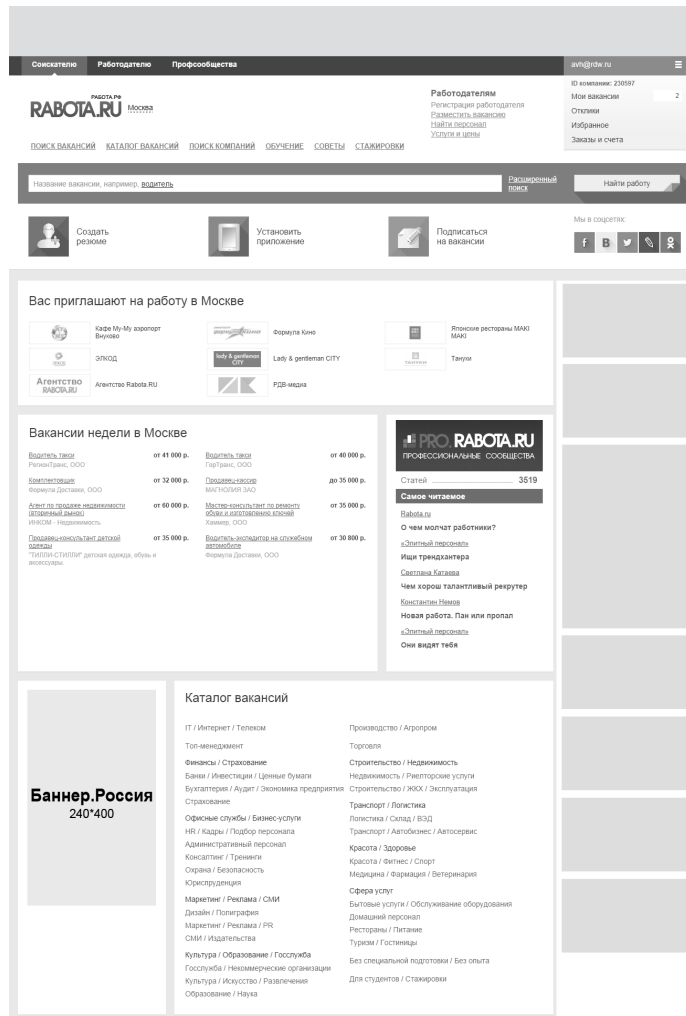 Соискателю Работодателю Профсообщества avh@rdw.ru
ID компании: 230597
Мои вакансии 2
Отклики
Избранное
Заказы и счета
РАБОТА.РФ
RABOTA.RU Москва
Работодателям
Регистрация работодателя
Разместить вакансию
Найти персонал
Услуги и цены
ПОИСК ВАКАНСИЙ КАТАЛОГ ВАКАНСИЙ ПОИСК КОМПАНИЙ ОБУЧЕНИЕ СОВЕТЫ СТАЖИРОВКИ
Название вакансии, например, водитель
Расширенный
поиск
Найти работу
Создать
резюме
Установить
приложение
Подписаться
на вакансии
Мы в соцсетях:
Вас приглашают на работу в Москве
Кафе Му-Му аэропорт
Внуково
Формула Кино
Японские рестораны MAKI
MAKI
ЭЛКОД
lady & gentleman
CITY
Lady & gentleman CITY
ТАНУКИ
Тануки
Агентство
RABOTA.RU
Агентство Rabota.RU
РДВ-медиа
Вакансии недели в Москве
Водитель такси от 41 000 р.
РегионТранс, ООО
Водитель такси от 40 000 р.
ГорТранс, ООО
Комплектовщик от 32 000 р.
Формула Доставки, ООО
Продавец-кассир до 35 000 р.
МАГНОЛИЯ ЗАО
Агент по продаже недвижимости от 60 000 р.
(вторичный рынок)
ИНКОМ - Недвижимость
Мастер-консультант по ремонту от 35 000 р.
обуви и изготовлению ключей
Хаммер, ООО
Продавец-консультант детской от 35 000 р.
одежды
"ТИЛЛИ-СТИЛЛИ" детская одежда, обувь и
аксессуары.
Водитель-экспедитор на служебном от 30 800 р.
автомобиле
Формула Доставки, ООО
PRO.RABOTA.RU
ПРОФЕССИОНАЛЬНЫЕ СООБЩЕСТВА
Статей 3519
Самое читаемое
Rabota.ru
О чем молчат работники?
«Элитный персонал»
Ищи трендхантера
Светлана Катаева
Чем хорош талантливый рекрутер
Константин Немов
Новая работа. Пан или пропал
«Элитный персонал»
Они видят тебя
Баннер.Россия
240*400
Каталог вакансий
IT / Интернет / Телеком
Топ-менеджмент
Финансы / Страхование
Банки / Инвестиции / Ценные бумаги
Бухгалтерия / Аудит / Экономика предприятия
Страхование
Офисные службы / Бизнес-услуги
HR / Кадры / Подбор персонала
Административный персонал
Консалтинг / Тренинги
Охрана / Безопасность
Юриспруденция
Маркетинг / Реклама / СМИ
Дизайн / Полиграфия
Маркетинг / Реклама / PR
СМИ / Издательства
Культура / Образование / Госслужба
Госслужба / Некоммерческие организации
Культура / Искусство / Развлечения
Образование / Наука
Производство / Агропром
Торговля
Строительство / Недвижимость
Недвижимость / Риелторские услуги
Строительство / ЖКХ / Эксплуатация
Транспорт / Логистика
Логистика / Склад / ВЭД
Транспорт / Автобизнес / Автосервис
Красота / Здоровье
Красота / Фитнес / Спорт
Медицина / Фармация / Ветеринария
Сфера услуг
Бытовые услуги / Обслуживание оборудования
Домашний персонал
Рестораны / Питание
Туризм / Гостиницы
Без специальной подготовки / Без опыта
Для студентов / Стажировки